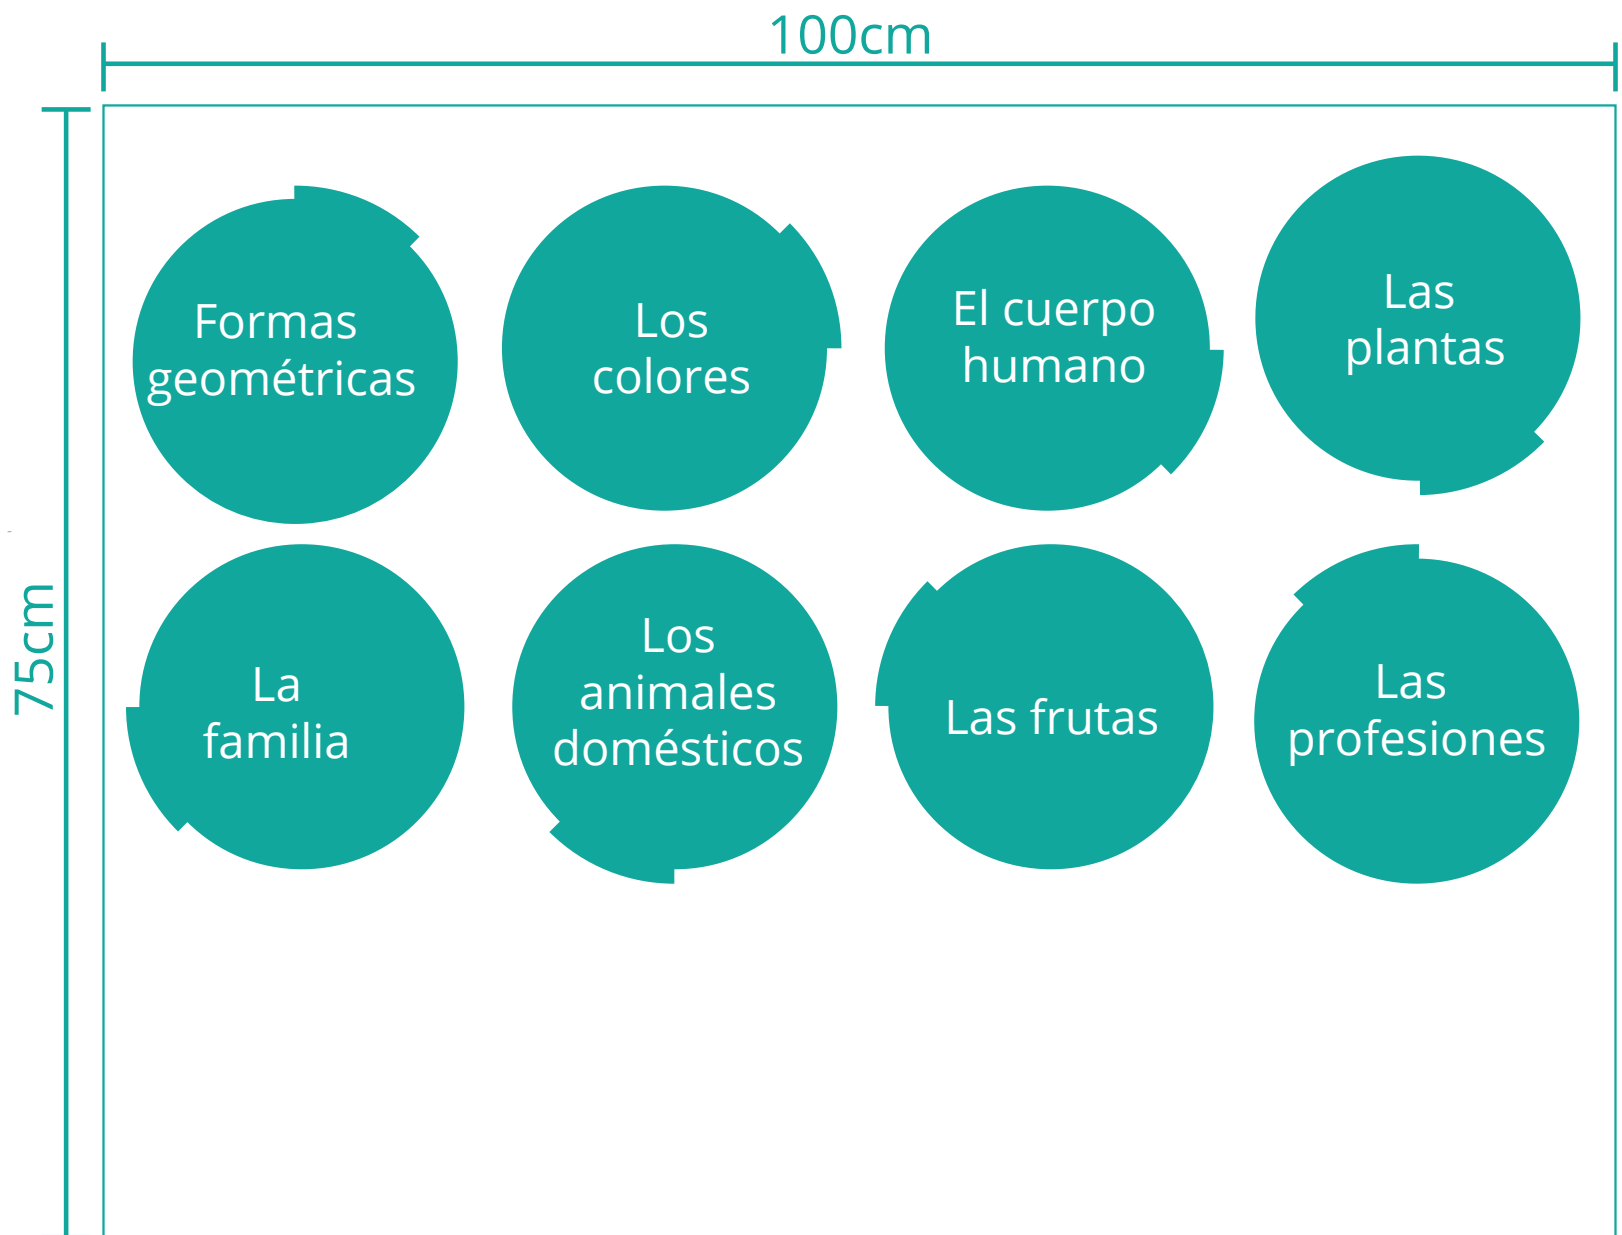 100cm
75cm
Formas
geométricas
Los
colores
El cuerpo
humano
Las
plantas
La
familia
Los
animales
domésticos
Las frutas
Las
profesiones